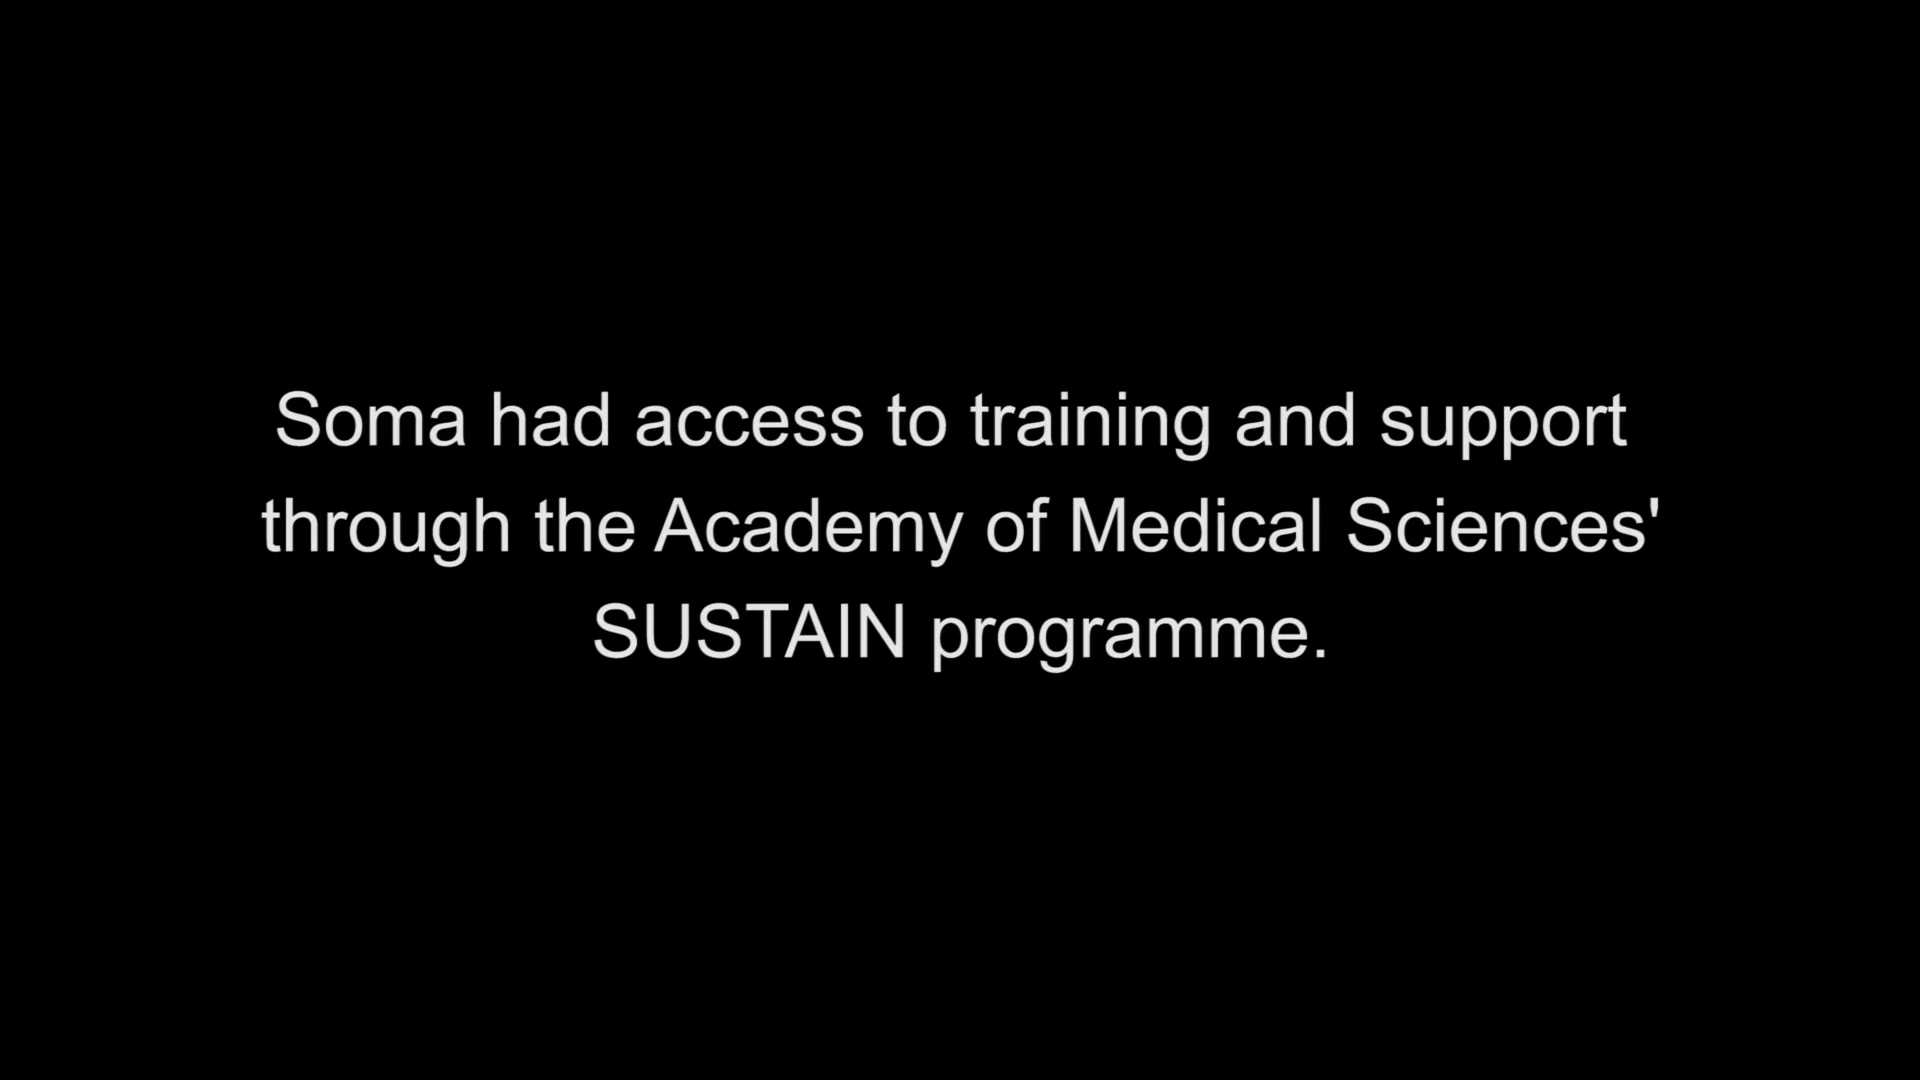 Soma had access to training and support
through the Academy of Medical Sciences'
SUSTAIN programme.